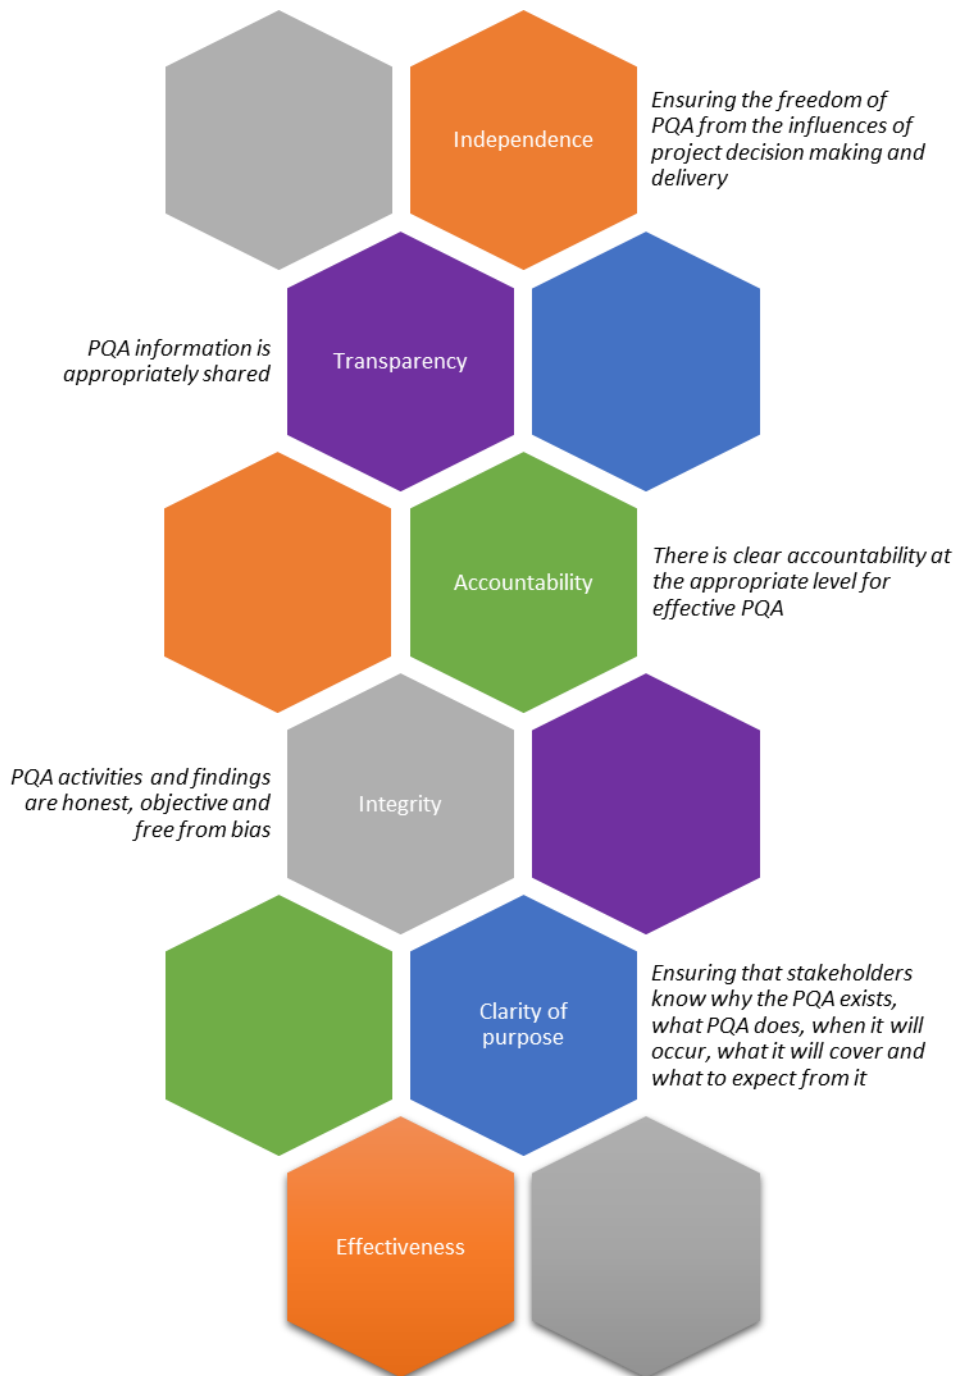 Independence
Ensuring the freedom of
PQA from the influences of
project decision making and
delivery
PQA information is
appropriately shared
Transparency
Accountability
There is clear accountability at
the appropriate level for
effective PQA
PQA activities and findings
are honest, objective and
free from bias
Integrity
Clarity of
purpose
Ensuring that stakeholders
know why the PQA exists,
what PQA does, when it will
occur, what it will cover and
what to expect from it
Effectiveness